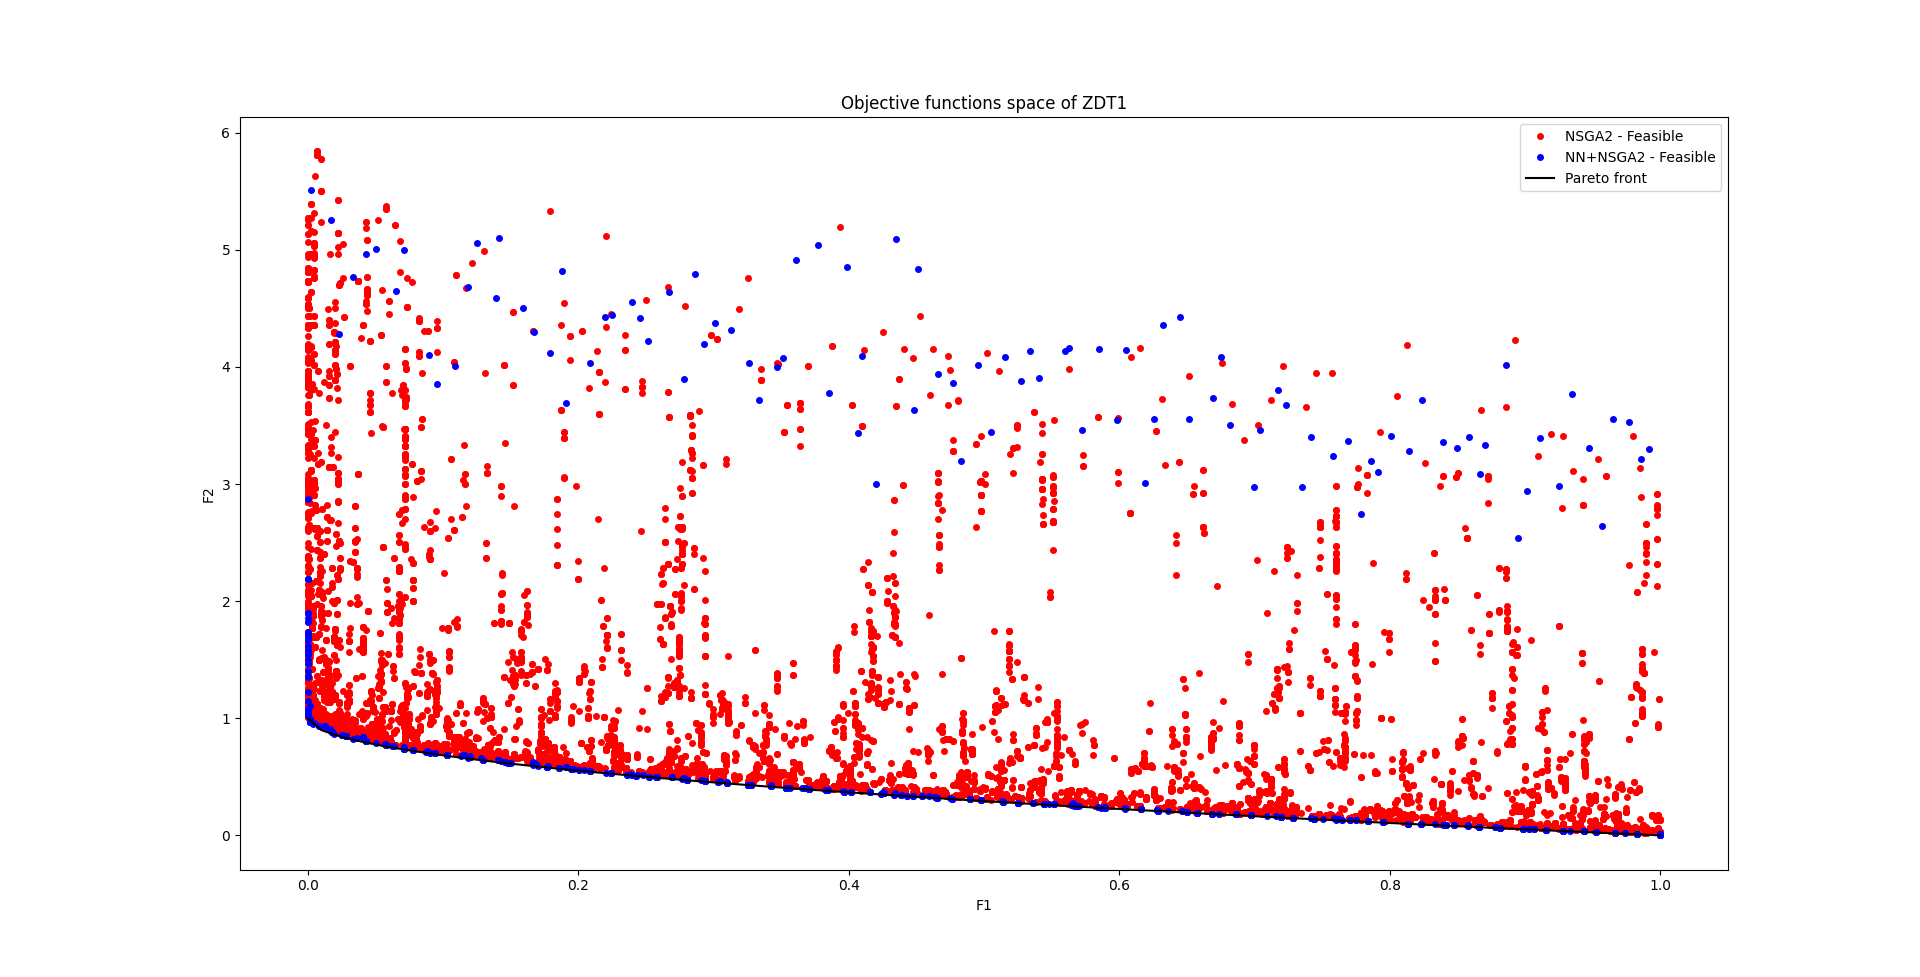 Objective functions space of ZDT1
NSGA2 - Feasible
NN+NSGA2 - Feasible
Pareto front
6
5
4
3
2
1
0
F2
0.0 0.2 0.4 0.6 0.8 1.0
F1